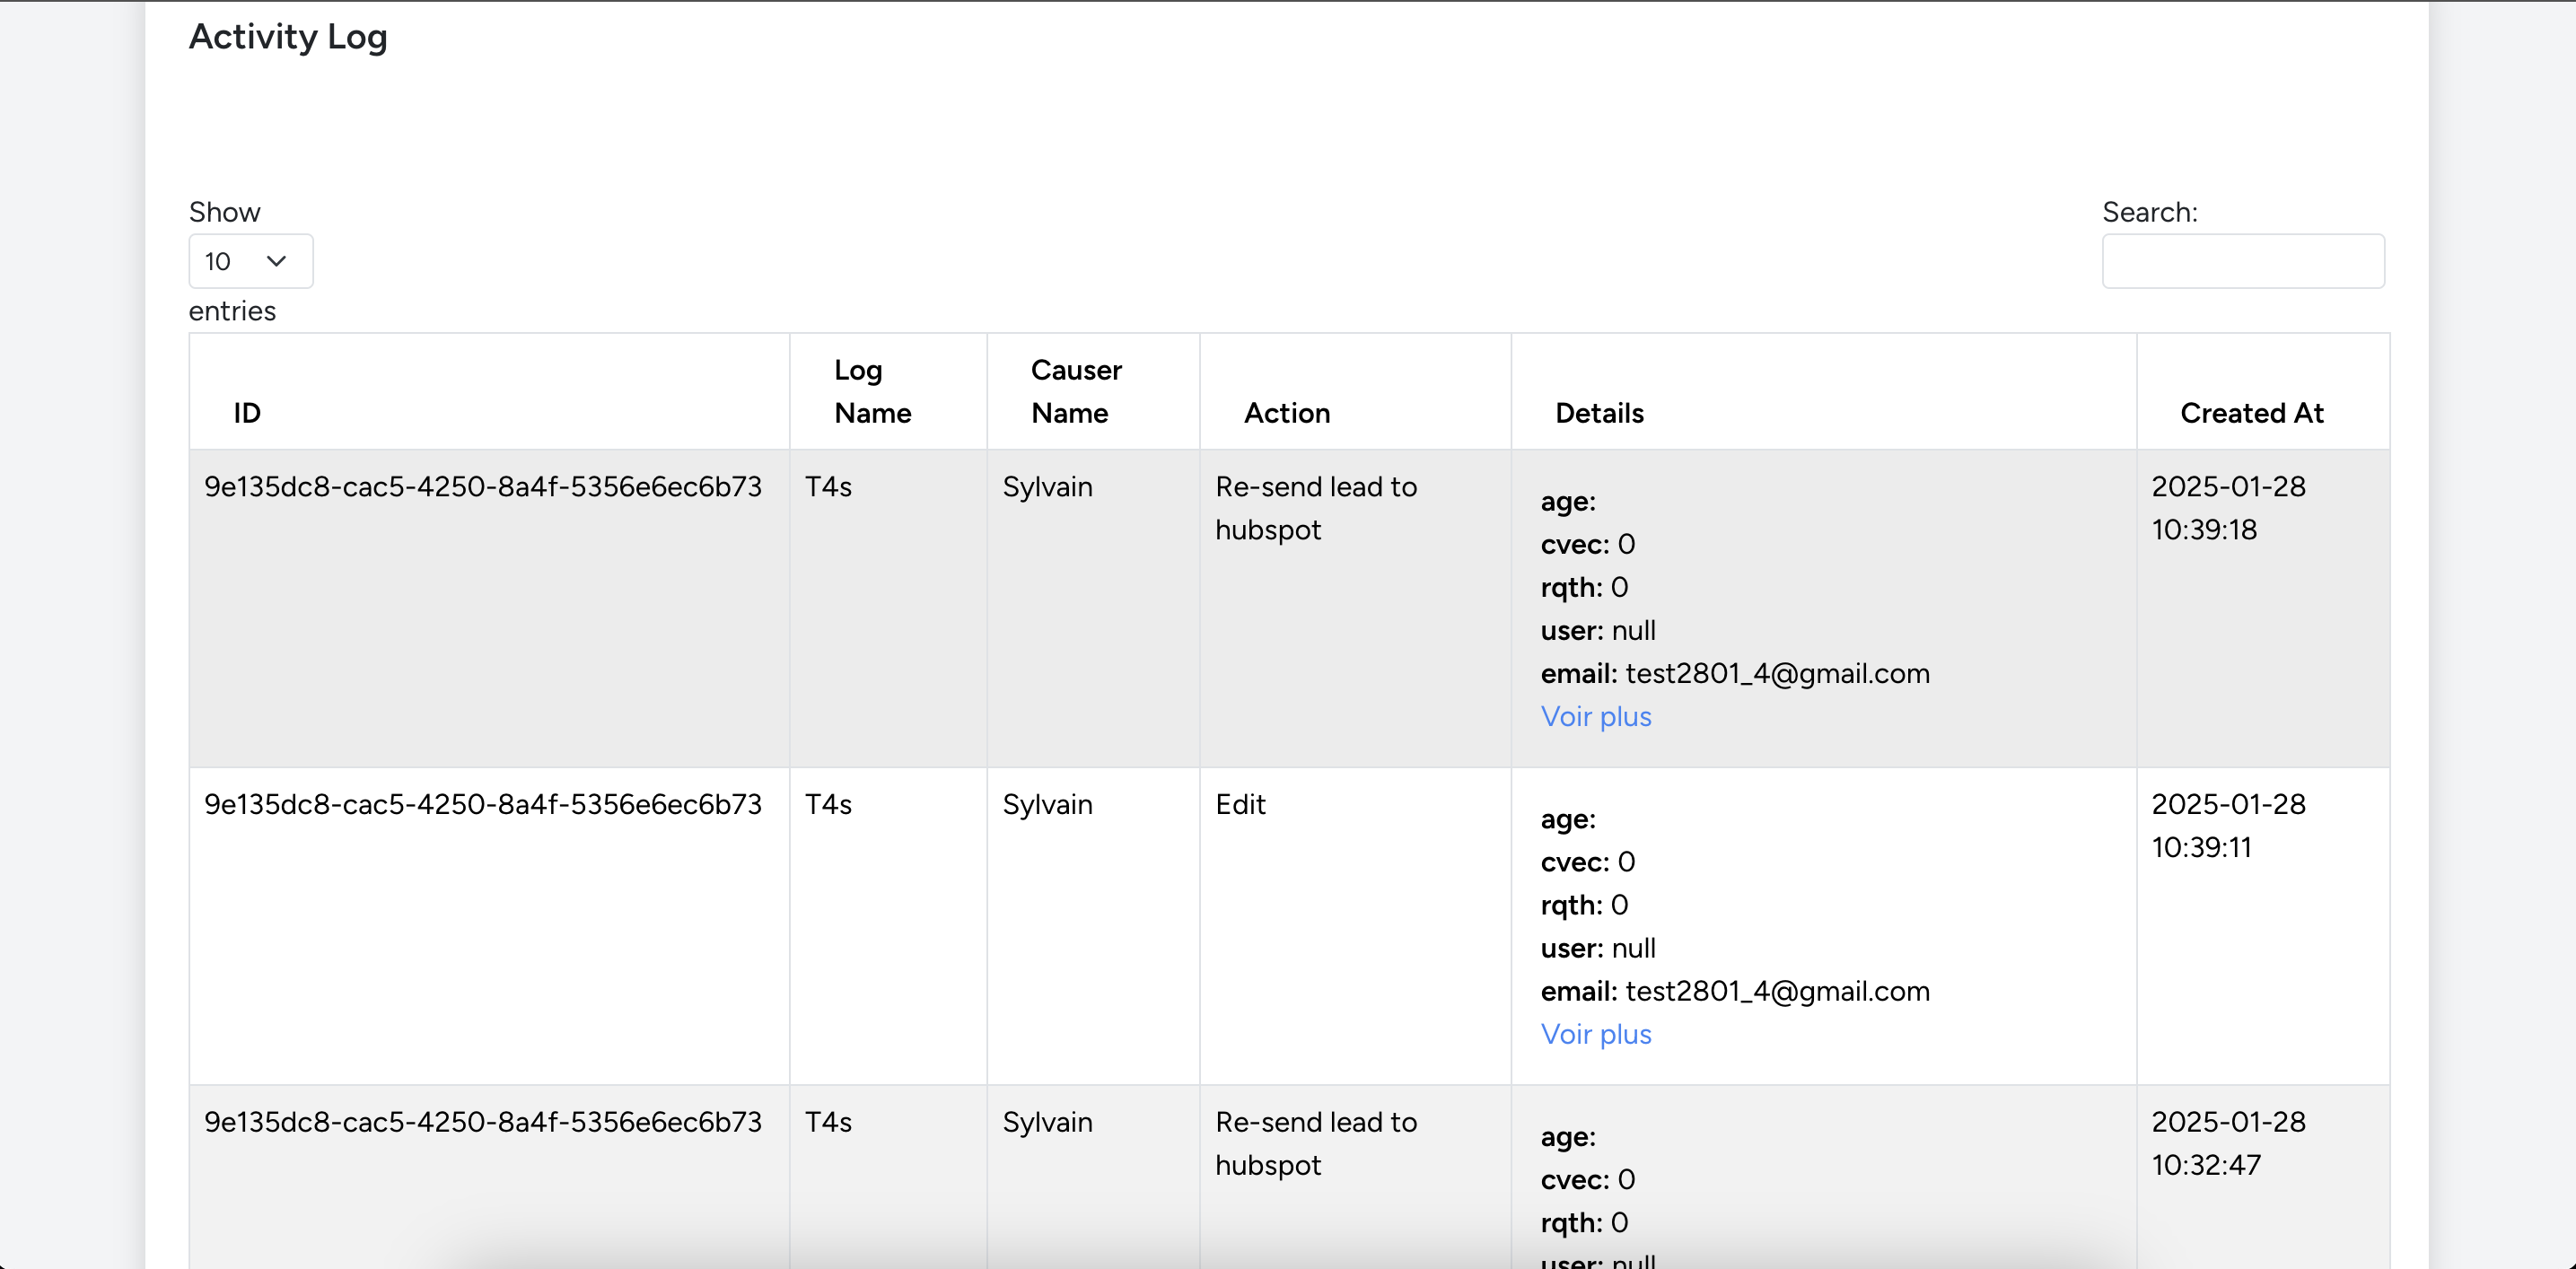 Activity Log
Show
Search:
10
entries
ID
Log Name
Causer Name
Action
Details
Created At
9e135dc8-cac5-4250-8a4f-5356e6ec6b73
T4s
Sylvain
Re-send lead to
hubspot
age:
cvec: 0
rqth: 0
user: null
email: test2801_4@gmail.com
Voir plus
2025-01-28
10:39:18
9e135dc8-cac5-4250-8a4f-5356e6ec6b73
T4s
Sylvain
Edit
age:
cvec: 0
rqth: 0
user: null
email: test2801_4@gmail.com
Voir plus
2025-01-28
10:39:11
9e135dc8-cac5-4250-8a4f-5356e6ec6b73
T4s
Sylvain
Re-send lead to
hubspot
age:
cvec: 0
rqth: 0
user: null
2025-01-28
10:32:47